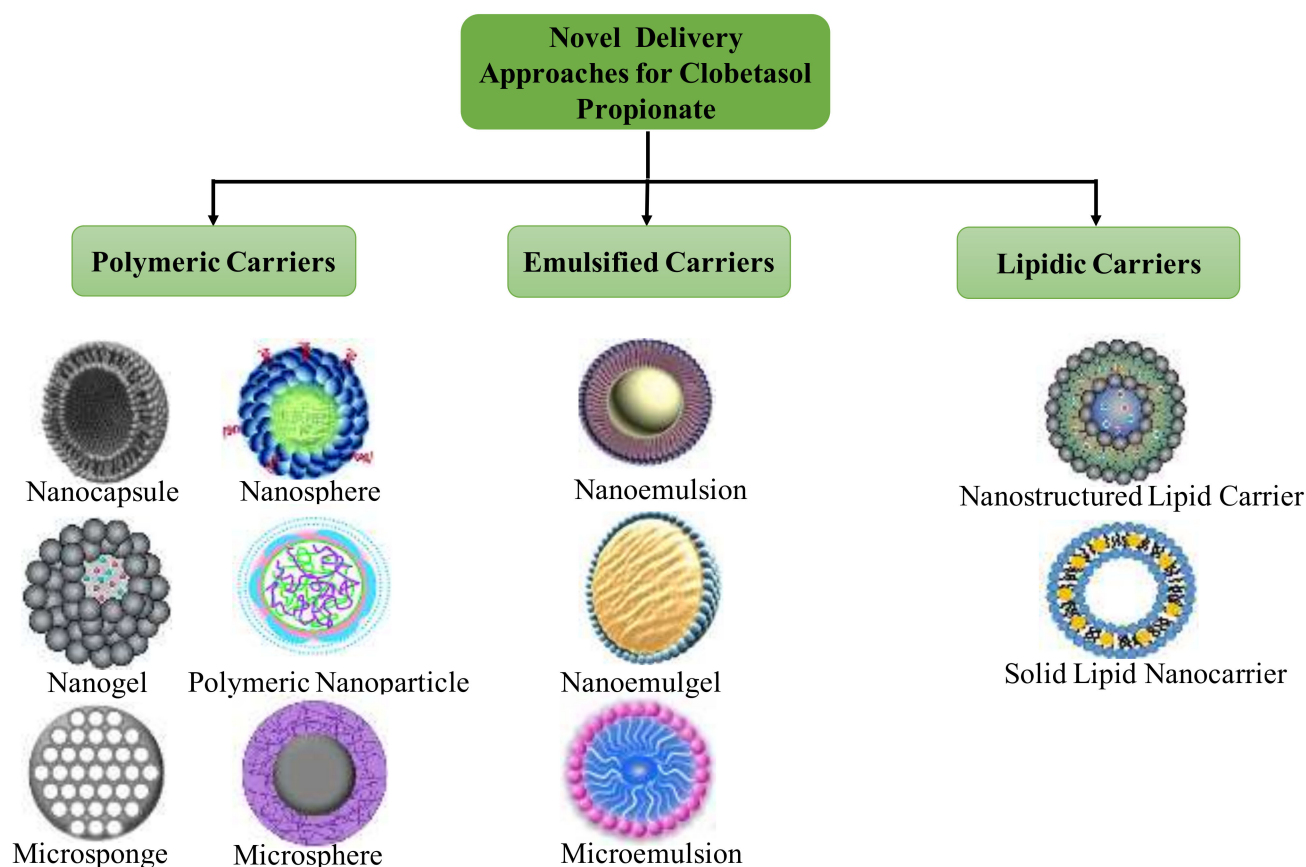 Novel Delivery
Approaches for Clobetasol
Propionate
Polymeric Carriers
Emulsified Carriers
Lipidic Carriers
Nanocapsule
Nanosphere
Nanoemulsion
Nanostructured Lipid Carrier
Nanogel
Polymeric Nanoparticle
Nanoemulgel
Solid Lipid Nanocarrier
Microsponge
Microsphere
Microemulsion